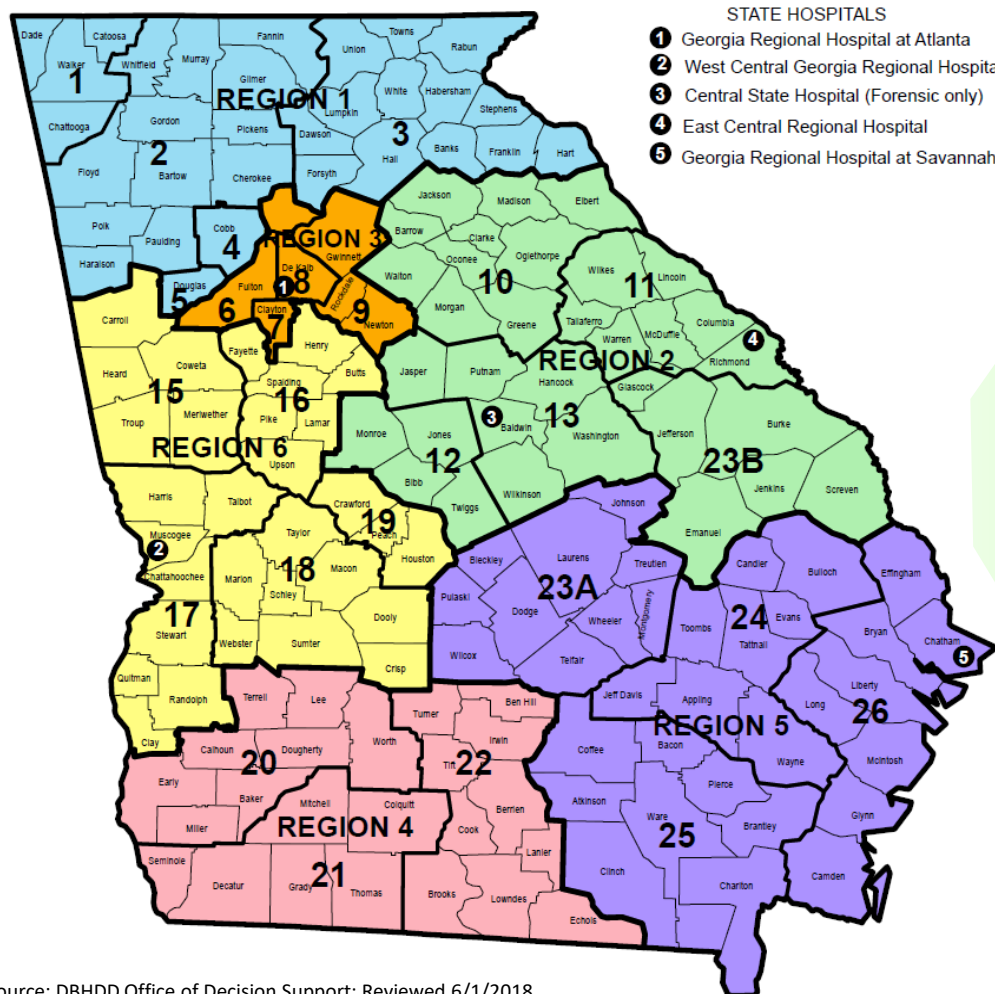 STATE HOSPITALS
1 Georgia Regional Hospital at Atlanta
2 West Central Georgia Regional Hospita
3 Central State Hospital (Forensic only)
4 East Central Regional Hospital
5 Georgia Regional Hospital at Savannah
Dade
Catoosa
Fannin
Towns
Rabun
Union
Walker
Whitfield
Murray
1
Gilmer
White
Habersham
REGION 1
Lumpkin
Stephens
Chattooga
Gordon
Pickens
Dawson
3
Banks
Franklin
Hart
2
Hall
Floyd
Bartow
Cherokee
Forsyth
Jackson
Madison
Elbert
Polk
Paulding
Cobb
4
REGION 3
Barrow
Clarke
Haralson
Gwinnett
Oconee
Oglethorpe
De Kalb
Walton
10
Wilkes
Lincoln
11
Douglas
5
Fulton
1
8
Rockdale
6
Clayton
7
9
Newton
Morgan
Greene
Taliaferro
Warren
McDuffie
Columbia
Carroll
Fayette
Henry
REGION 2
Richmond
4
Heard
Coweta
Butts
Jasper
Putnam
Hancock
Glascock
15
Spalding
16
Troup
Meriwether
Pike
Lamar
3
Baldwin
13
Washington
Jefferson
Burke
REGION 6
Upson
Monroe
Jones
12
23B
Harris
Talbot
Crawford
Bibb
Wilkinson
Jenkins
Screven
Muscogee
2
Taylor
19
Peach
Twiggs
Johnson
Emanuel
Chattahoochee
Marion
18
Macon
Houston
Bleckley
Laurens
Treutlen
Candler
Bulloch
Effingham
Schley
Pulaski
23A
17
Stewart
Dooly
Dodge
Wheeler
Montgomery
Toombs
24
Evans
Tattnall
Bryan
Chatham
5
Webster
Sumter
Wilcox
Telfair
Quitman
Crisp
Randolph
Terrell
Lee
Ben Hill
Jeff Davis
Appling
Long
Liberty
26
Clay
Turner
REGION 5
Calhoun
Dougherty
Worth
Irwin
Coffee
Bacon
Wayne
McIntosh
20
Tift
22
Early
Baker
Mitchell
Colquitt
Berrien
Atkinson
Pierce
Miller
REGION 4
Cook
Ware
Brantley
Glynn
Seminole
Lanier
25
Decatur
Grady
21
Thomas
Brooks
Lowndes
Clinch
Charlton
Camden
Echols
ource: DBHDD Office of Decision Support; Reviewed 6/1/2018